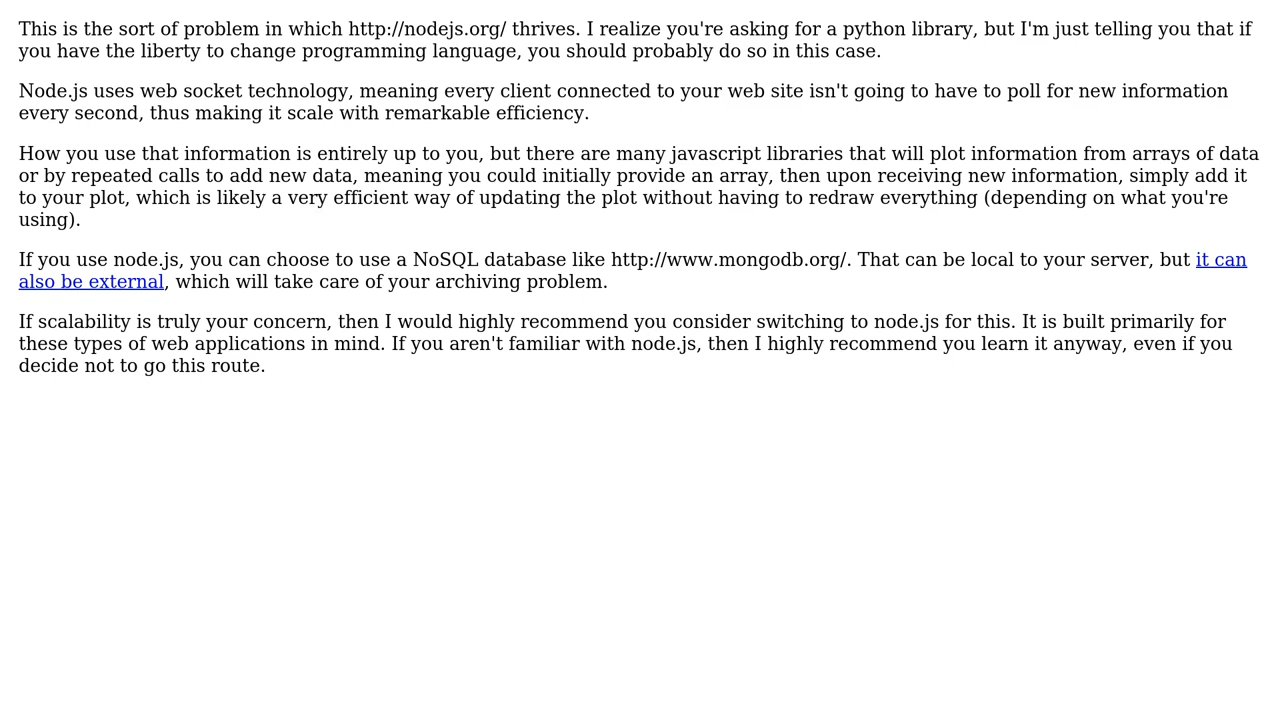 This is the sort of problem in which http://nodejs.org/ thrives. I realize you're asking for a python library, but I'm just telling you that if
you have the liberty to change programming language, you should probably do so in this case.
Node.js uses web socket technology, meaning every client connected to your web site isn't going to have to poll for new information
every second, thus making it scale with remarkable efficiency.
How you use that information is entirely up to you, but there are many javascript libraries that will plot information from arrays of data
or by repeated calls to add new data, meaning you could initially provide an array, then upon receiving new information, simply add it
to your plot, which is likely a very efficient way of updating the plot without having to redraw everything (depending on what you're
using).
If you use node.js, you can choose to use a NoSQL database like http://www.mongodb.org/. That can be local to your server, but it can
also be external, which will take care of your archiving problem.
If scalability is truly your concern, then I would highly recommend you consider switching to node.js for this. It is built primarily for
these types of web applications in mind. If you aren't familiar with node.js, then I highly recommend you learn it anyway, even if you
decide not to go this route.